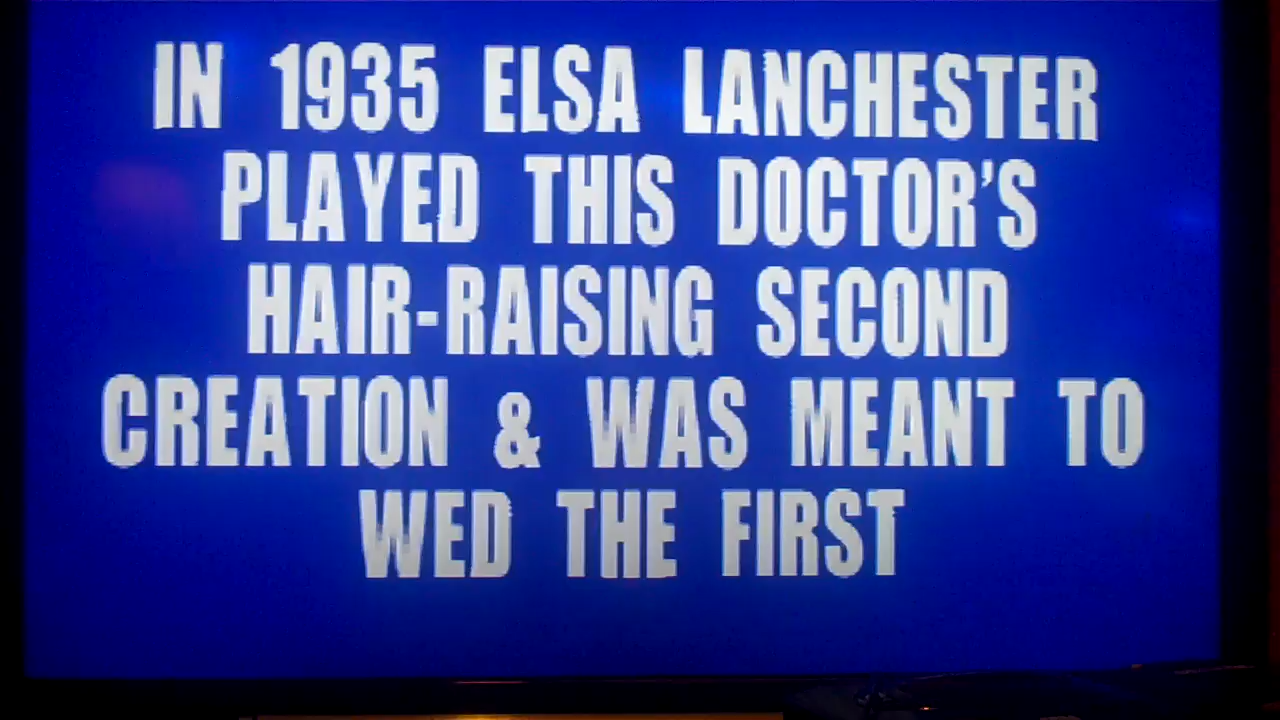 IN 1935 ELSA LANCHESTER
PLAYED THIS DOCTOR'S
HAIR-RAISING SECOND
CREATION & WAS MEANT TO
WED THE FIRST